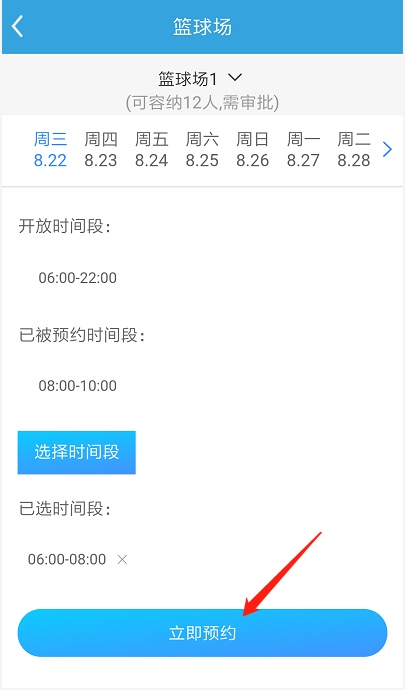 篮球场
篮球场1
(可容纳12人,需审批)
周三 周四 周五 周六 周日 周一 周二
8.22 8.23 8.24 8.25 8.26 8.27 8.28
开放时间段：
06:00-22:00
已被预约时间段：
08:00-10:00
选择时间段
已选时间段：
06:00-08:00
立即预约